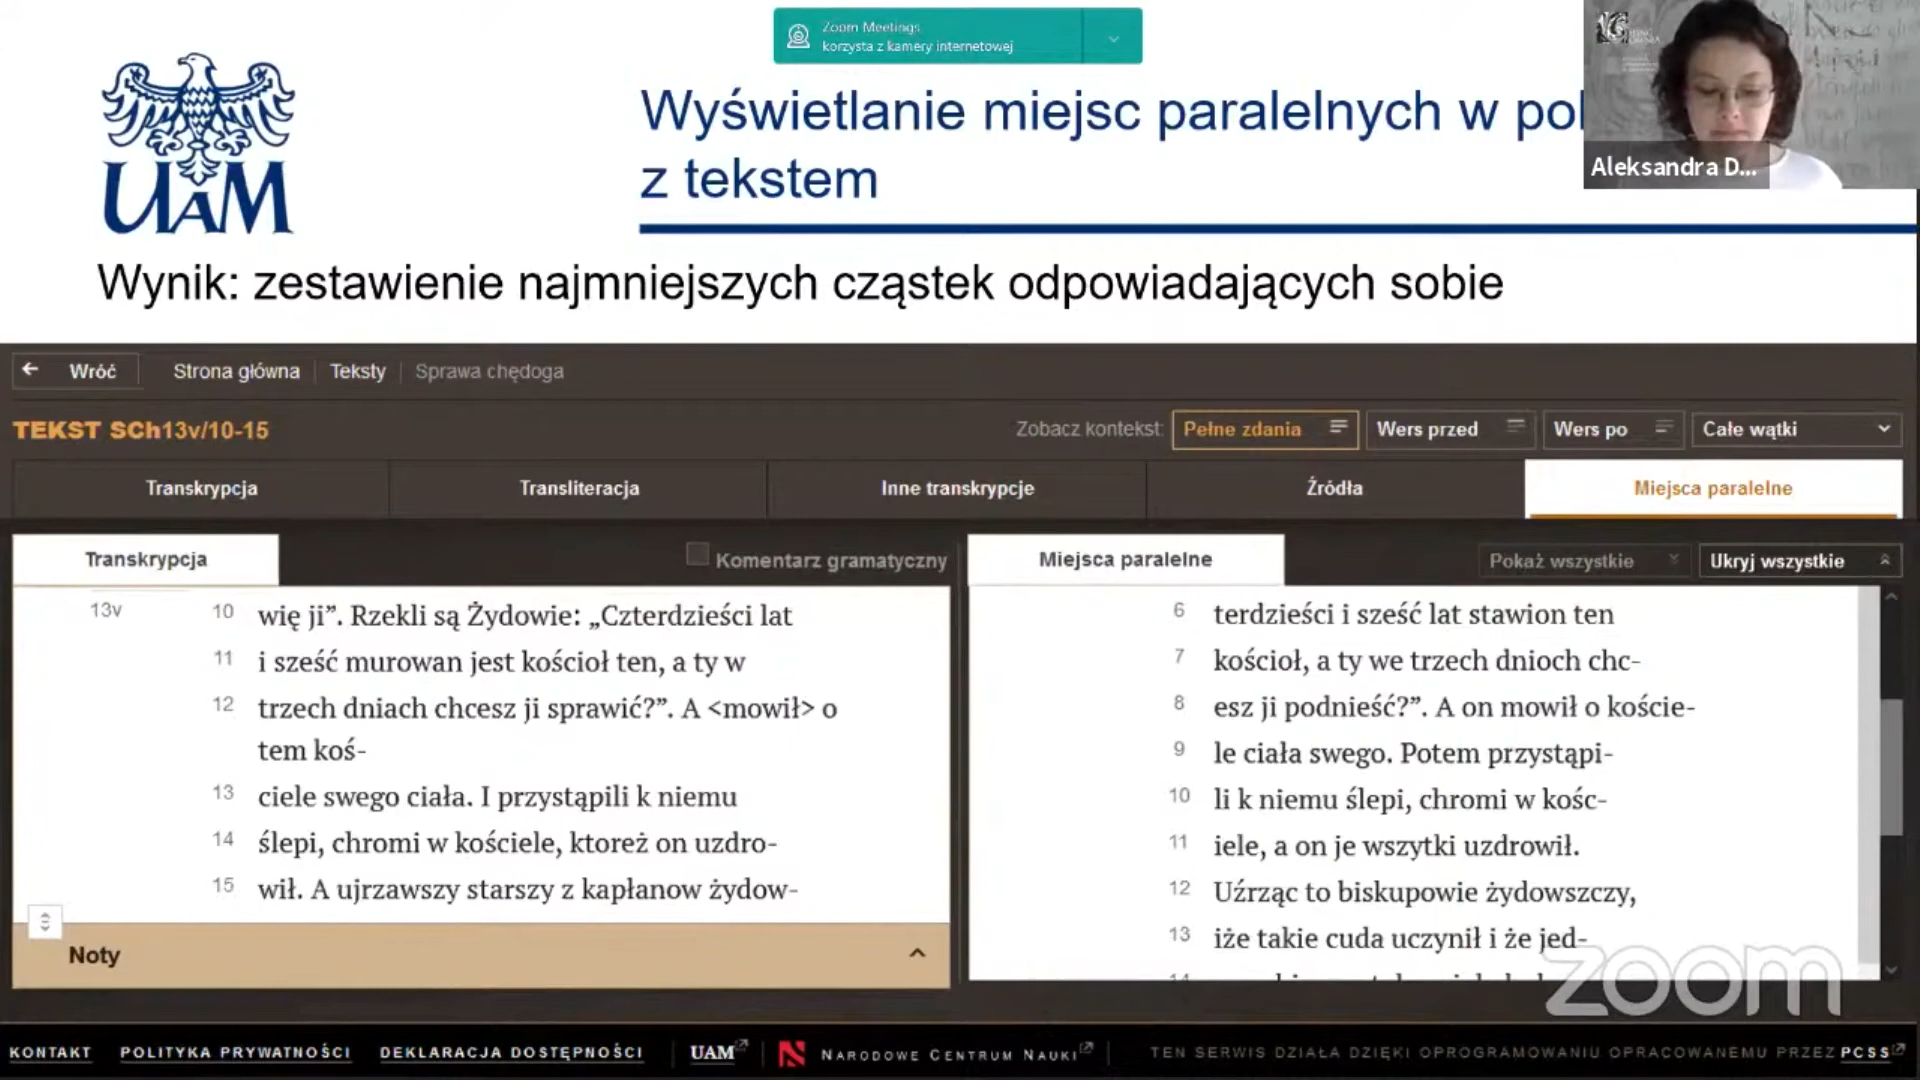 Zoom Meetings
korzysta z kamery internetowej
UAM
Wyświetlanie miejsc paralelnych w
z tekstem
Aleksandra D...
Wynik: zestawienie najmniejszych cząstek odpowiadających sobie
Wróć Strona główna Teksty Sprawa chędoga
TEKST SCh13v/10-15 Zobacz kontekst: Pełne zdania Wers przed Wers po Całe wątki
Transkrypcja Transliteracja Inne transkrypcje Źródła Miejsca paralelne
Transkrypcja Komentarz gramatyczny
13v 10 wię ji”. Rzekli są Żydowie: „Czterdzieści lat
11 i sześć murowan jest kościoł ten, a ty w
12 trzech dniach chcesz ji sprawić?”. A <mowił> o
tem koś-
13 ciele swego ciała. I przystąpili k niemu
14 ślepi, chromi w kościele, ktoreż on uzdro-
15 wił. A ujrzawszy starszy z kapłanow żydow-
Noty
Miejsca paralelne Pokaż wszystkie Ukryj wszystkie
6 terdzieści i sześć lat stawion ten
7 kościoł, a ty we trzech dnioch chc-
8 esz ji podnieść?”. A on mowił o koście-
9 le ciała swego. Potem przystąpi-
10 li k niemu ślepi, chromi w kośc-
11 iele, a on je wszytki uzdrowił.
12 Uźrząc to biskupowie żydowszczy,
13 iże takie cuda uczynił i że jed-
zoom
KONTAKT POLITYKA PRYWATNOŚCI DEKLARACJA DOSTĘPNOŚCI UAM NARODOWE CENTRUM NAUKI TEN SERWIS DZIAŁA DZIĘKI OPROGRAMOWANIU OPRACOWANEMU PRZEZ PCSS